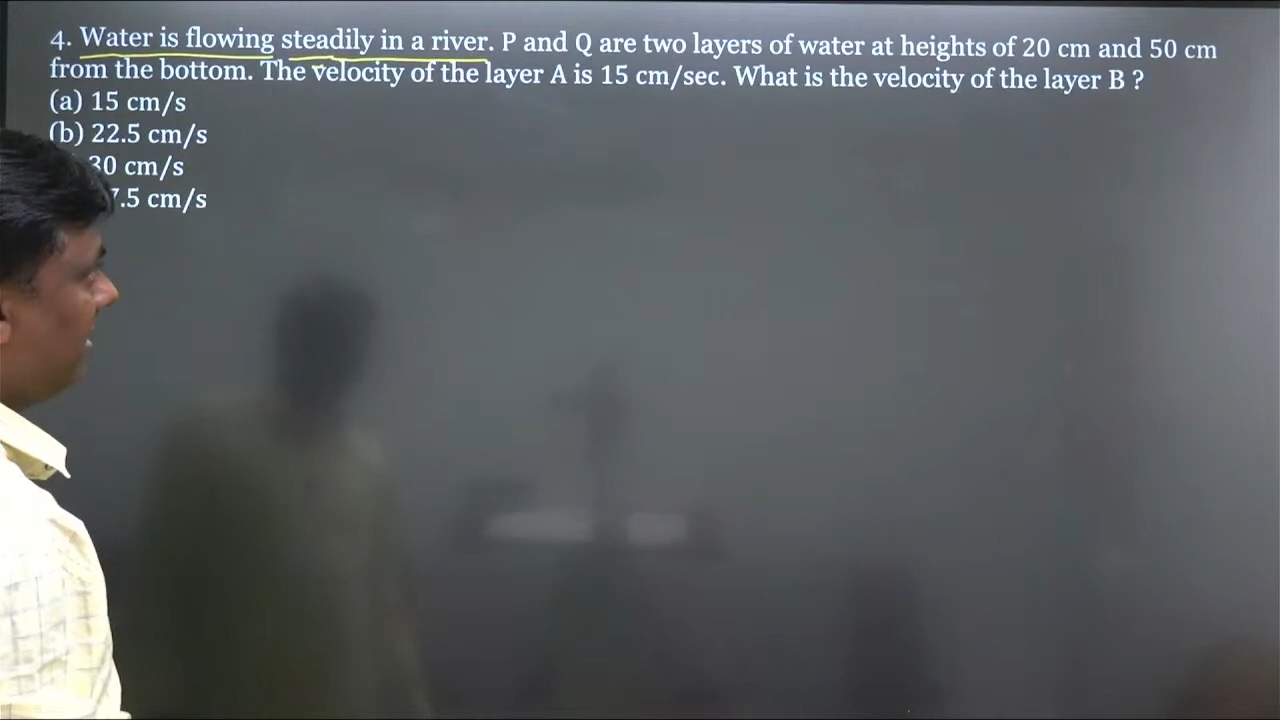 4. Water is flowing steadily in a river. P and Q are two layers of water at heights of 20 cm and 50 cm
from the bottom. The velocity of the layer A is 15 cm/sec. What is the velocity of the layer B ?
(a) 15 cm/s
(b) 22.5 cm/s
30 cm/s
cm/s